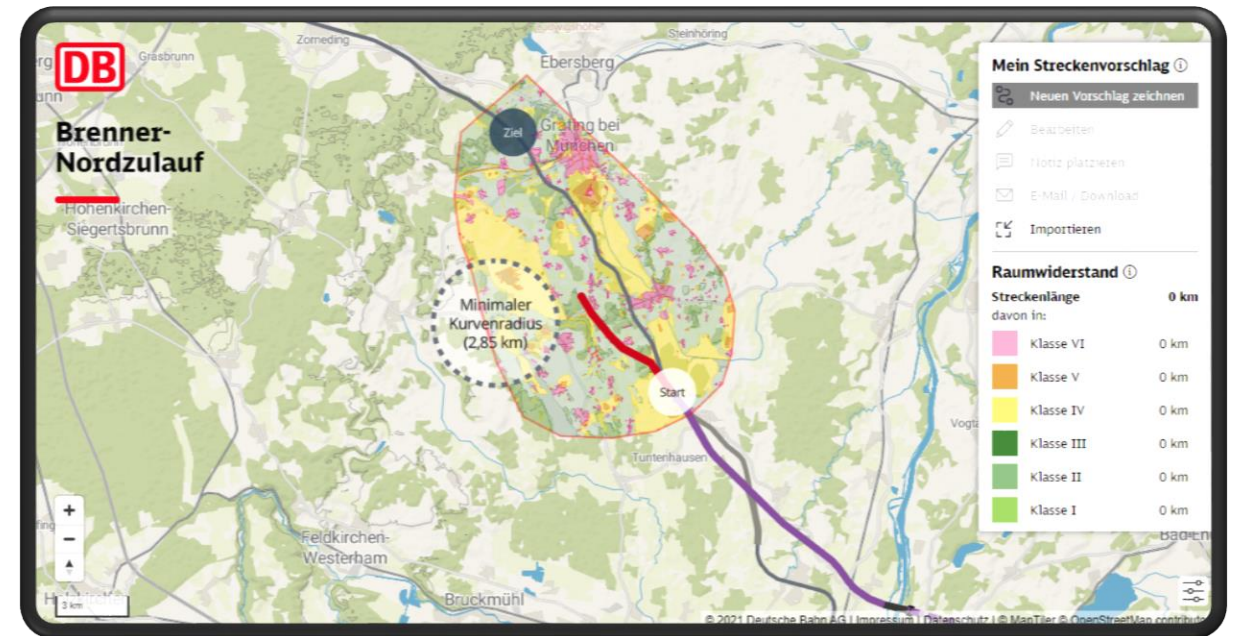 DB
Brenner-
Nordzulauf
Zorneding
Grasbrunn
Steinhöring
Ebersberg
Ziel
Grafing bei
München
Höhenkirchen-
Siegertsbrunn
Minimaler
Kurvenradius
(2,85 km)
Start
Tuntenhausen
Feldkirchen-
Westerham
Bruckmühl
3 km
Mein Streckenvorschlag
Neuen Vorschlag zeichnen
Bearbeiten
Notiz platzieren
E-Mail / Download
Importieren
Raumwiderstand
Streckenlänge 0 km
davon in:
Klasse VI 0 km
Klasse V 0 km
Klasse IV 0 km
Klasse III 0 km
Klasse II 0 km
Klasse I 0 km
© 2021 Deutsche Bahn AG | Impressum | Datenschutz | © MapTiler © OpenStreetMap contribute